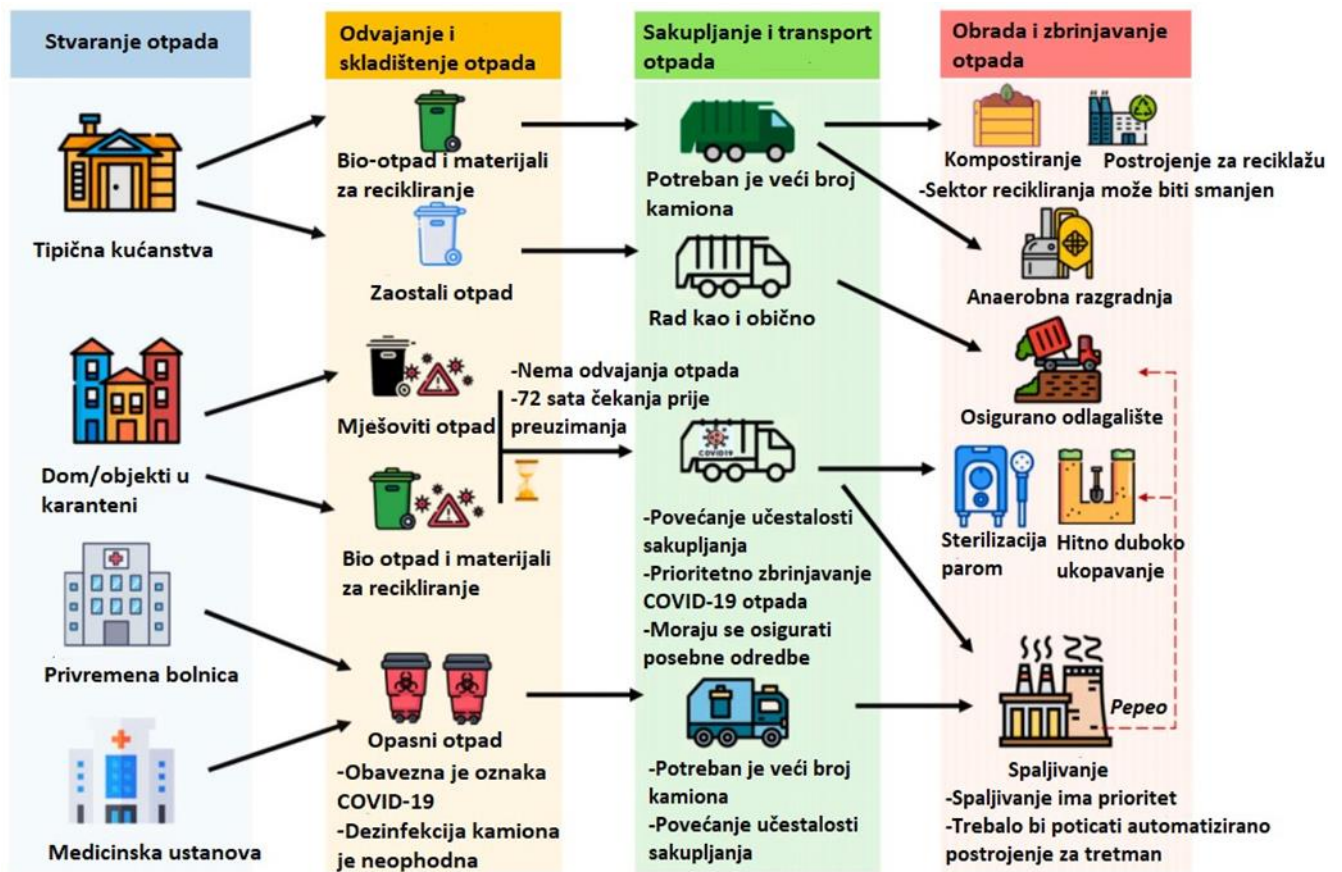 Stvaranje otpada
Odvajanje i
skladištenje otpada
Sakupljanje i transport
otpada
Obrada i zbrinjavanje
otpada
Tipična kućanstva
Dom/objekti u
karanteni
Privremena bolnica
Medicinska ustanova
Bio-otpad i materijali
za recikliranje
Zaostali otpad
Mješoviti otpad
Bio otpad i materijali
za recikliranje
-Nema odvajanja otpada
-72 sata čekanja prije
preuzimanja
Opasni otpad
-Obavezna je oznaka
COVID-19
-Dezinfekcija kamiona
je neophodna
Potreban je veći broj
kamiona
Rad kao i obično
COVID19
-Povećanje učestalosti
sakupljanja
-Prioritetno zbrinjavanje
COVID-19 otpada
-Moraju se osigurati
posebne odredbe
-Potreban je veći broj
kamiona
-Povećanje učestalosti
sakupljanja
Kompostiranje
Postrojenje za reciklažu
-Sektor recikliranja može biti smanjen
Anaerobna razgradnja
Osigurano odlagalište
Sterilizacija
parom
Hitno duboko
ukopavanje
Pepeo
Spaljivanje
-Spaljivanje ima prioritet
-Trebalo bi poticati automatizirano
postrojenje za tretman